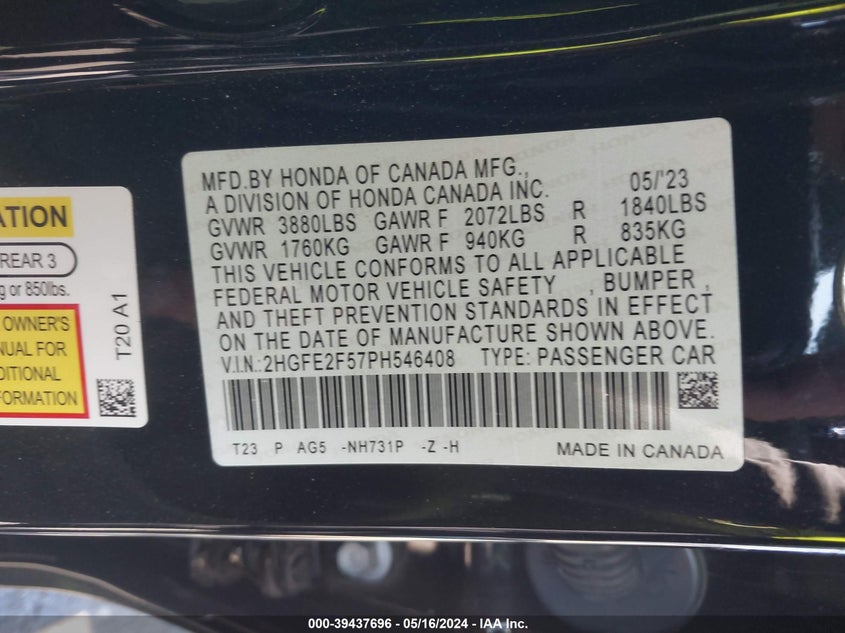 ATION
REAR 3
g or 850lbs.
OWNER'S
NUAL FOR
DITIONAL
FORMATION
T20 A1
MFD.BY HONDA OF CANADA MFG.,
A DIVISION OF HONDA CANADA INC. 05/'23
GVWR 3880LBS GAWR F 2072LBS R 1840LBS
GVWR 1760KG GAWR F 940KG R 835KG
THIS VEHICLE CONFORMS TO ALL APPLICABLE
FEDERAL MOTOR VEHICLE SAFETY , BUMPER ,
AND THEFT PREVENTION STANDARDS IN EFFECT
ON THE DATE OF MANUFACTURE SHOWN ABOVE.
V.I.N.:2HGFE2F57PH546408 TYPE: PASSENGER CAR
T23 P AG5 -NH731P -Z -H
MADE IN CANADA
000-39437696 - 05/16/2024 - IAA Inc.